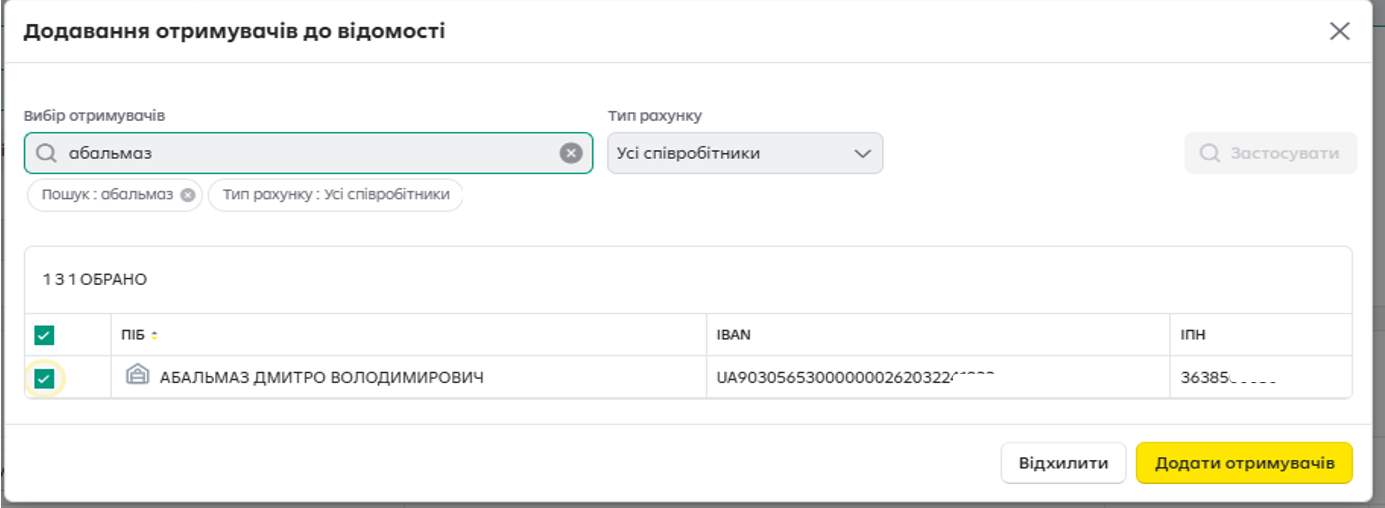 Додавання отримувачів до відомості
Вибір отримувачів
Тип рахунку
абальмаз
Усі співробітники
Застосувати
Пошук : абальмаз
Тип рахунку : Усі співробітники
1 З 1 ОБРАНО
ПІБ
IBAN
ІПН
АБАЛЬМАЗ ДМИТРО ВОЛОДИМИРОВИЧ
Відхилити
Додати отримувачів